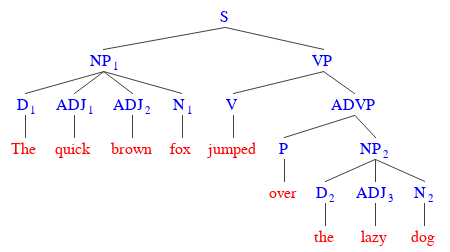 S
NP1 VP
D1 ADJ1 ADJ2 N1 V ADVP
The quick brown fox jumped P NP2
over D2 ADJ3 N2
the lazy dog